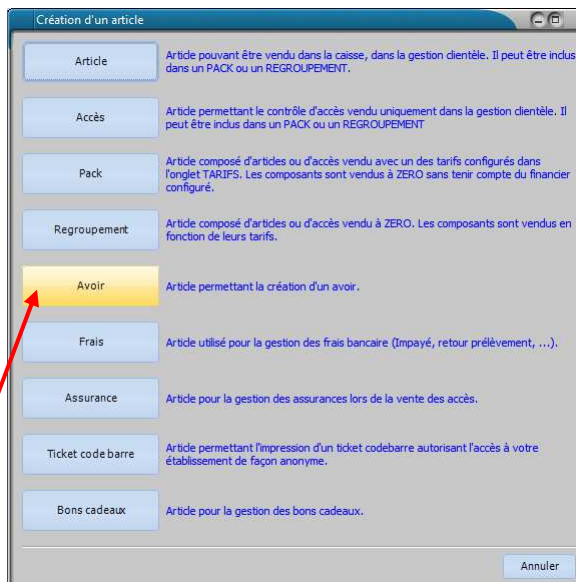 Création d'un article
Article
Article pouvant être vendu dans la caisse, dans la gestion clientèle. Il peut être inclus
dans un PACK ou un REGROUPEMENT.
Accès
Article permettant le contrôle d'accès vendu uniquement dans la gestion clientèle. Il
peut être inclus dans un PACK ou un REGROUPEMENT
Pack
Article composé d'articles ou d'accès vendu avec un des tarifs configurés dans
l'onglet TARIFS. Les composants sont vendus à ZERO sans tenir compte du financier
configuré.
Regroupement
Article composé d'articles ou d'accès vendu à ZERO. Les composants sont vendus en
fonction de leurs tarifs.
Avoir
Article permettant la création d'un avoir.
Frais
Article utilisé pour la gestion des frais bancaire (Impayé, retour prélèvement, ...).
Assurance
Article pour la gestion des assurances lors de la vente des accès.
Ticket code barre
Article permettant l'impression d'un ticket codebarre autorisant l'accès à votre
établissement de façon anonyme.
Bons cadeaux
Article pour la gestion des bons cadeaux.
Annuler